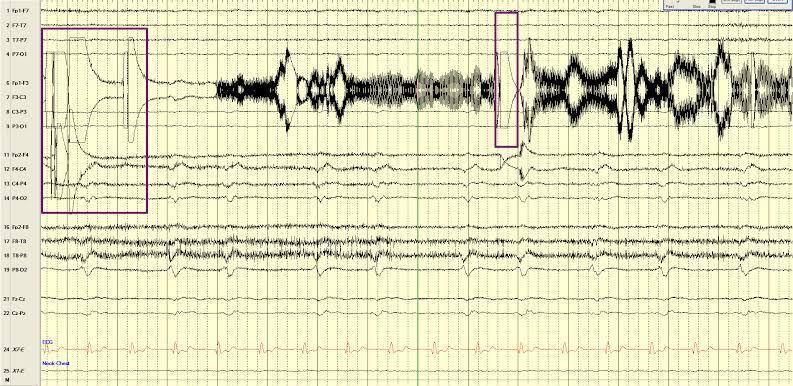 1 Fp1-F7
2 F7-T7
3 T7-P7
4 P7-O1
6 Fp1-F3
7 F3-C3
8 C3-P3
9 P3-O1
11 Fp2-F4
12 F4-C4
13 C4-P4
14 P4-O2
16 Fp2-F8
17 F8-T8
18 T8-P8
19 P8-O2
21 Fz-Cz
22 Cz-Pz
ECG
24 X7-E
Neck-Chest
25 X7-E
M